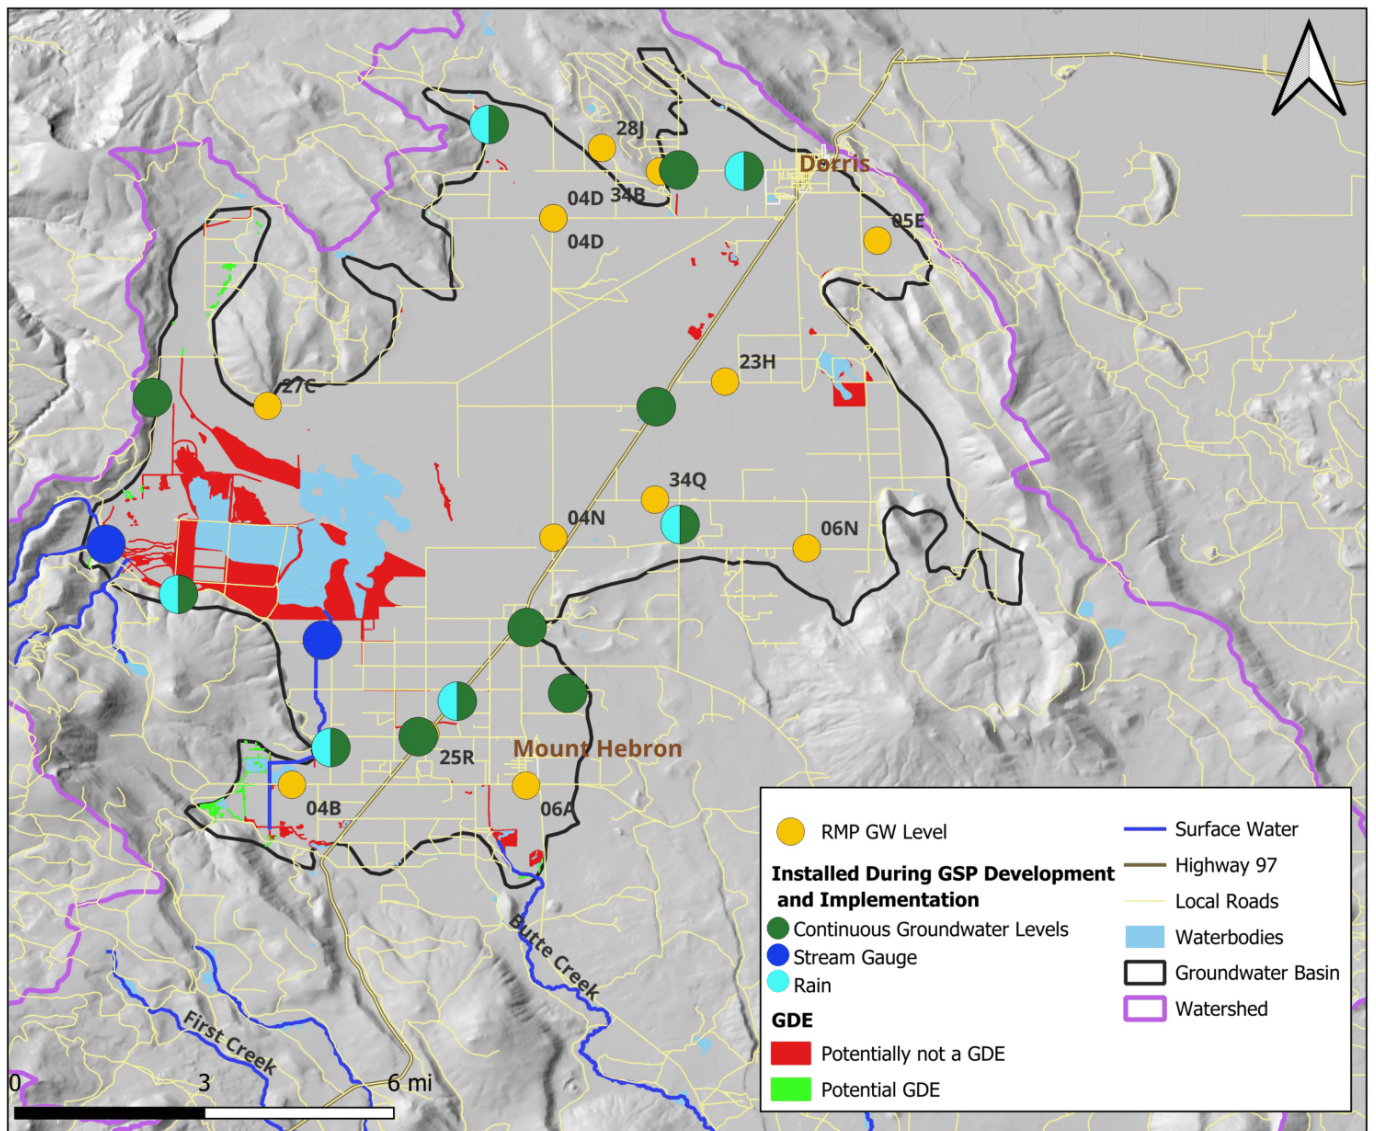 28J
Dorris
04D 34B
05E
04D
23H
27C
34Q
04N
06N
Mount Hebron
25R
04B
06A
Butte Creek
First Creek
0 3 6 mi
RMP GW Level
Installed During GSP Development
and Implementation
Continuous Groundwater Levels
Stream Gauge
Rain
GDE
Potentially not a GDE
Potential GDE
Surface Water
Highway 97
Local Roads
Waterbodies
Groundwater Basin
Watershed